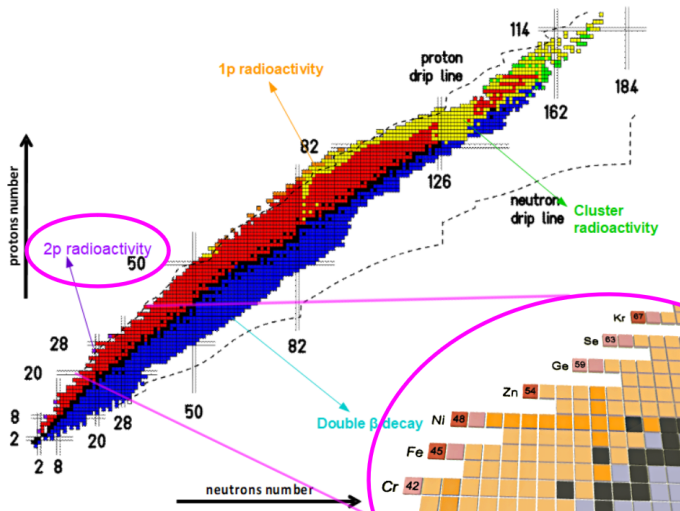 114
proton
drip line
1p radioactivity
162
184
82
126
neutron
drip line
Cluster
radioactivity
protons number
2p radioactivity
50
28
20
8
2
82
50
28
20
2 8
Double β decay
neutrons number
Kr 67
Se 63
Ge 59
Zn 54
Ni 48
Fe 45
Cr 42